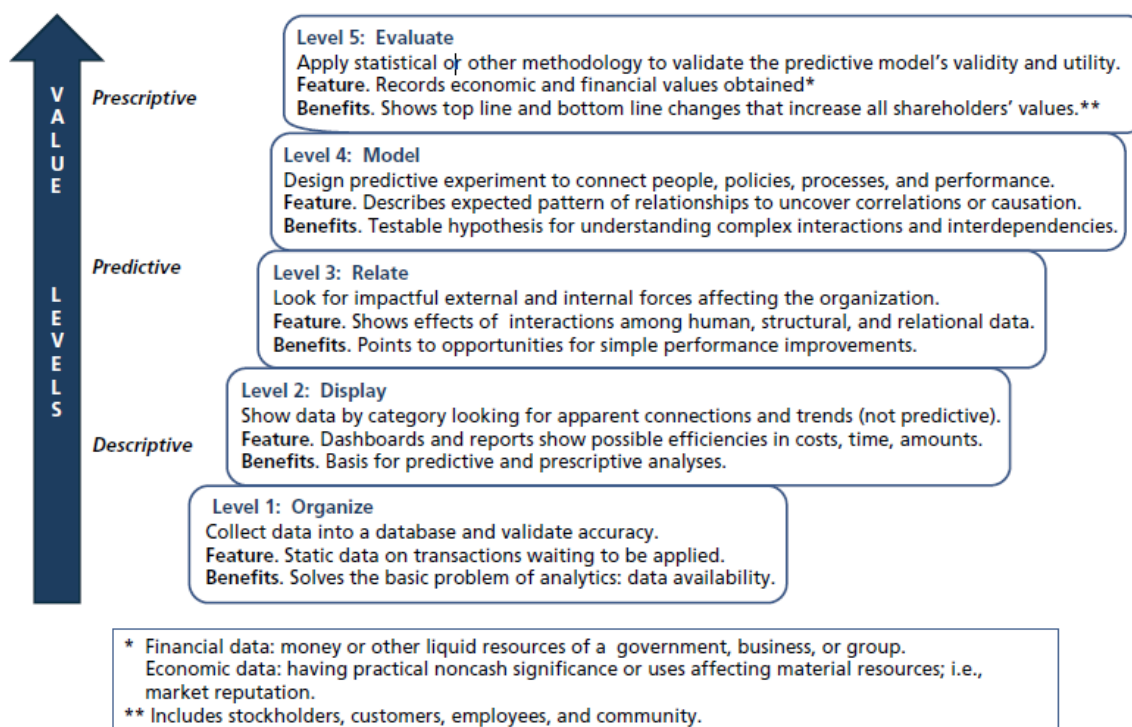 VALUE LEVELS
Prescriptive
Predictive
Descriptive
Level 5: Evaluate
Apply statistical or other methodology to validate the predictive model's validity and utility.
Feature. Records economic and financial values obtained*
Benefits. Shows top line and bottom line changes that increase all shareholders' values.**
Level 4: Model
Design predictive experiment to connect people, policies, processes, and performance.
Feature. Describes expected pattern of relationships to uncover correlations or causation.
Benefits. Testable hypothesis for understanding complex interactions and interdependencies.
Level 3: Relate
Look for impactful external and internal forces affecting the organization.
Feature. Shows effects of interactions among human, structural, and relational data.
Benefits. Points to opportunities for simple performance improvements.
Level 2: Display
Show data by category looking for apparent connections and trends (not predictive).
Feature. Dashboards and reports show possible efficiencies in costs, time, amounts.
Benefits. Basis for predictive and prescriptive analyses.
Level 1: Organize
Collect data into a database and validate accuracy.
Feature. Static data on transactions waiting to be applied.
Benefits. Solves the basic problem of analytics: data availability.
* Financial data: money or other liquid resources of a government, business, or group.
Economic data: having practical noncash significance or uses affecting material resources; i.e.,
market reputation.
** Includes stockholders, customers, employees, and community.